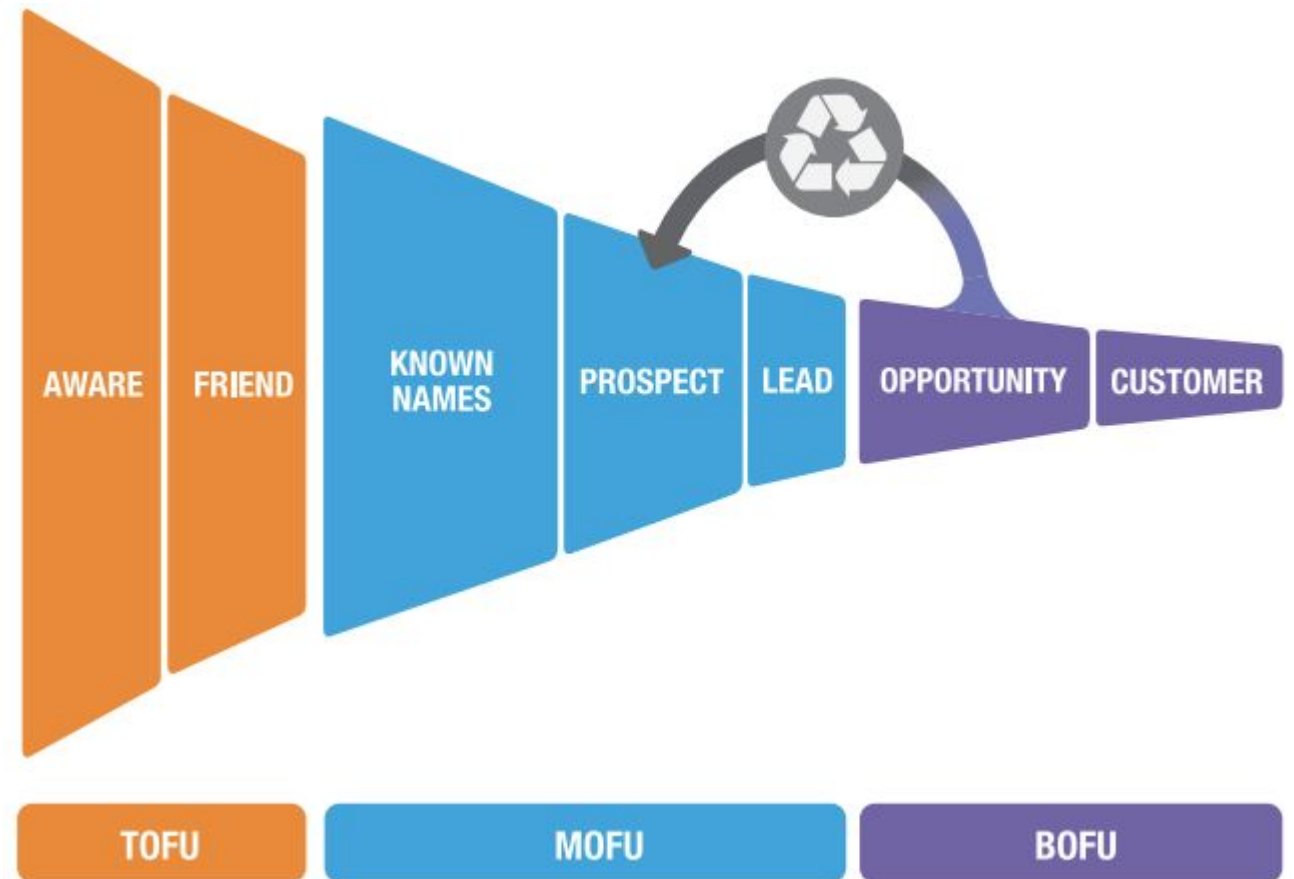 AWARE
FRIEND
KNOWN
NAMES
PROSPECT
LEAD
OPPORTUNITY
CUSTOMER
TOFU
MOFU
BOFU